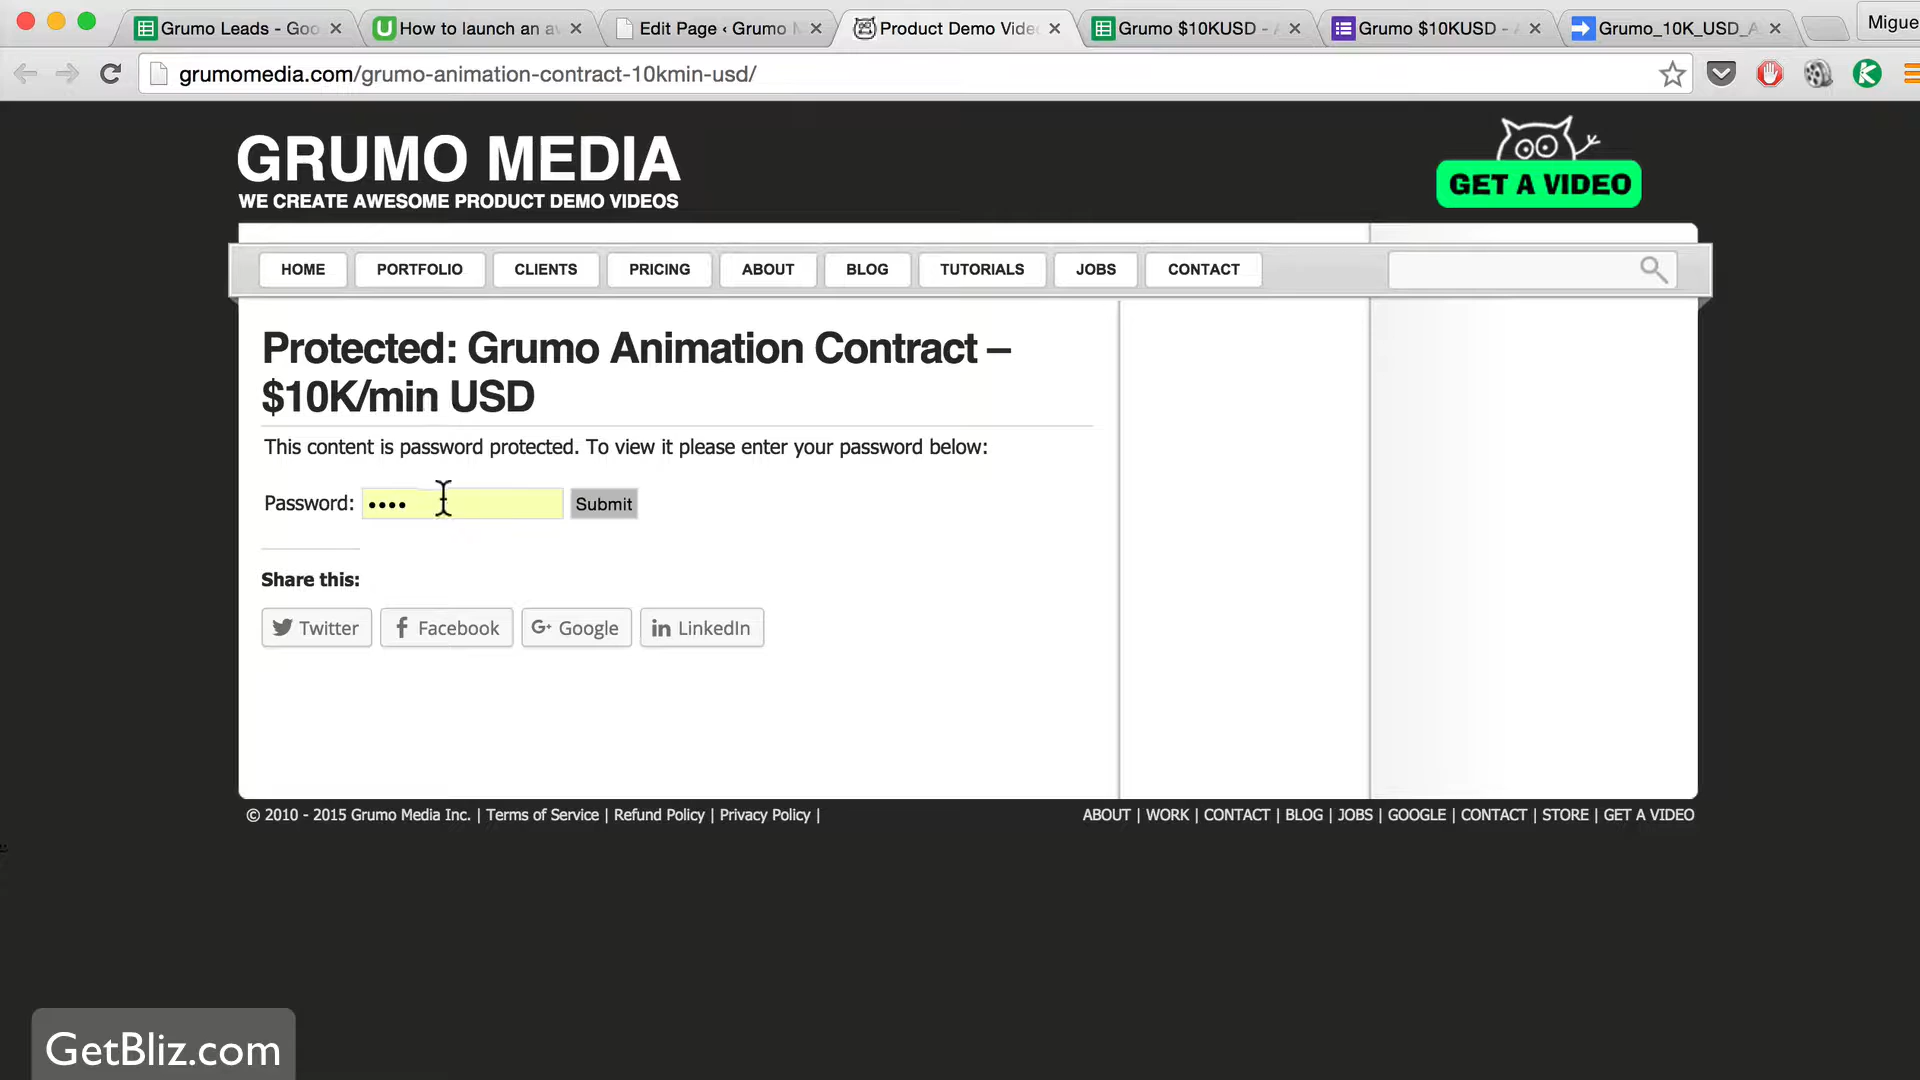 Grumo Leads - Goo
How to launch an a
Edit Page ‹ Grumo M
Product Demo Vide
Grumo $10KUSD - A
Grumo $10KUSD - A
Grumo_10K_USD_A
Migue
grumomedia.com/grumo-animation-contract-10kmin-usd/
GRUMO MEDIA
WE CREATE AWESOME PRODUCT DEMO VIDEOS
GET A VIDEO
HOME
PORTFOLIO
CLIENTS
PRICING
ABOUT
BLOG
TUTORIALS
JOBS
CONTACT
Protected: Grumo Animation Contract –
$10K/min USD
This content is password protected. To view it please enter your password below:
Password: •••• Submit
Share this:
Twitter
Facebook
Google
LinkedIn
© 2010 - 2015 Grumo Media Inc. | Terms of Service | Refund Policy | Privacy Policy |
ABOUT | WORK | CONTACT | BLOG | JOBS | GOOGLE | CONTACT | STORE | GET A VIDEO
GetBliz.com